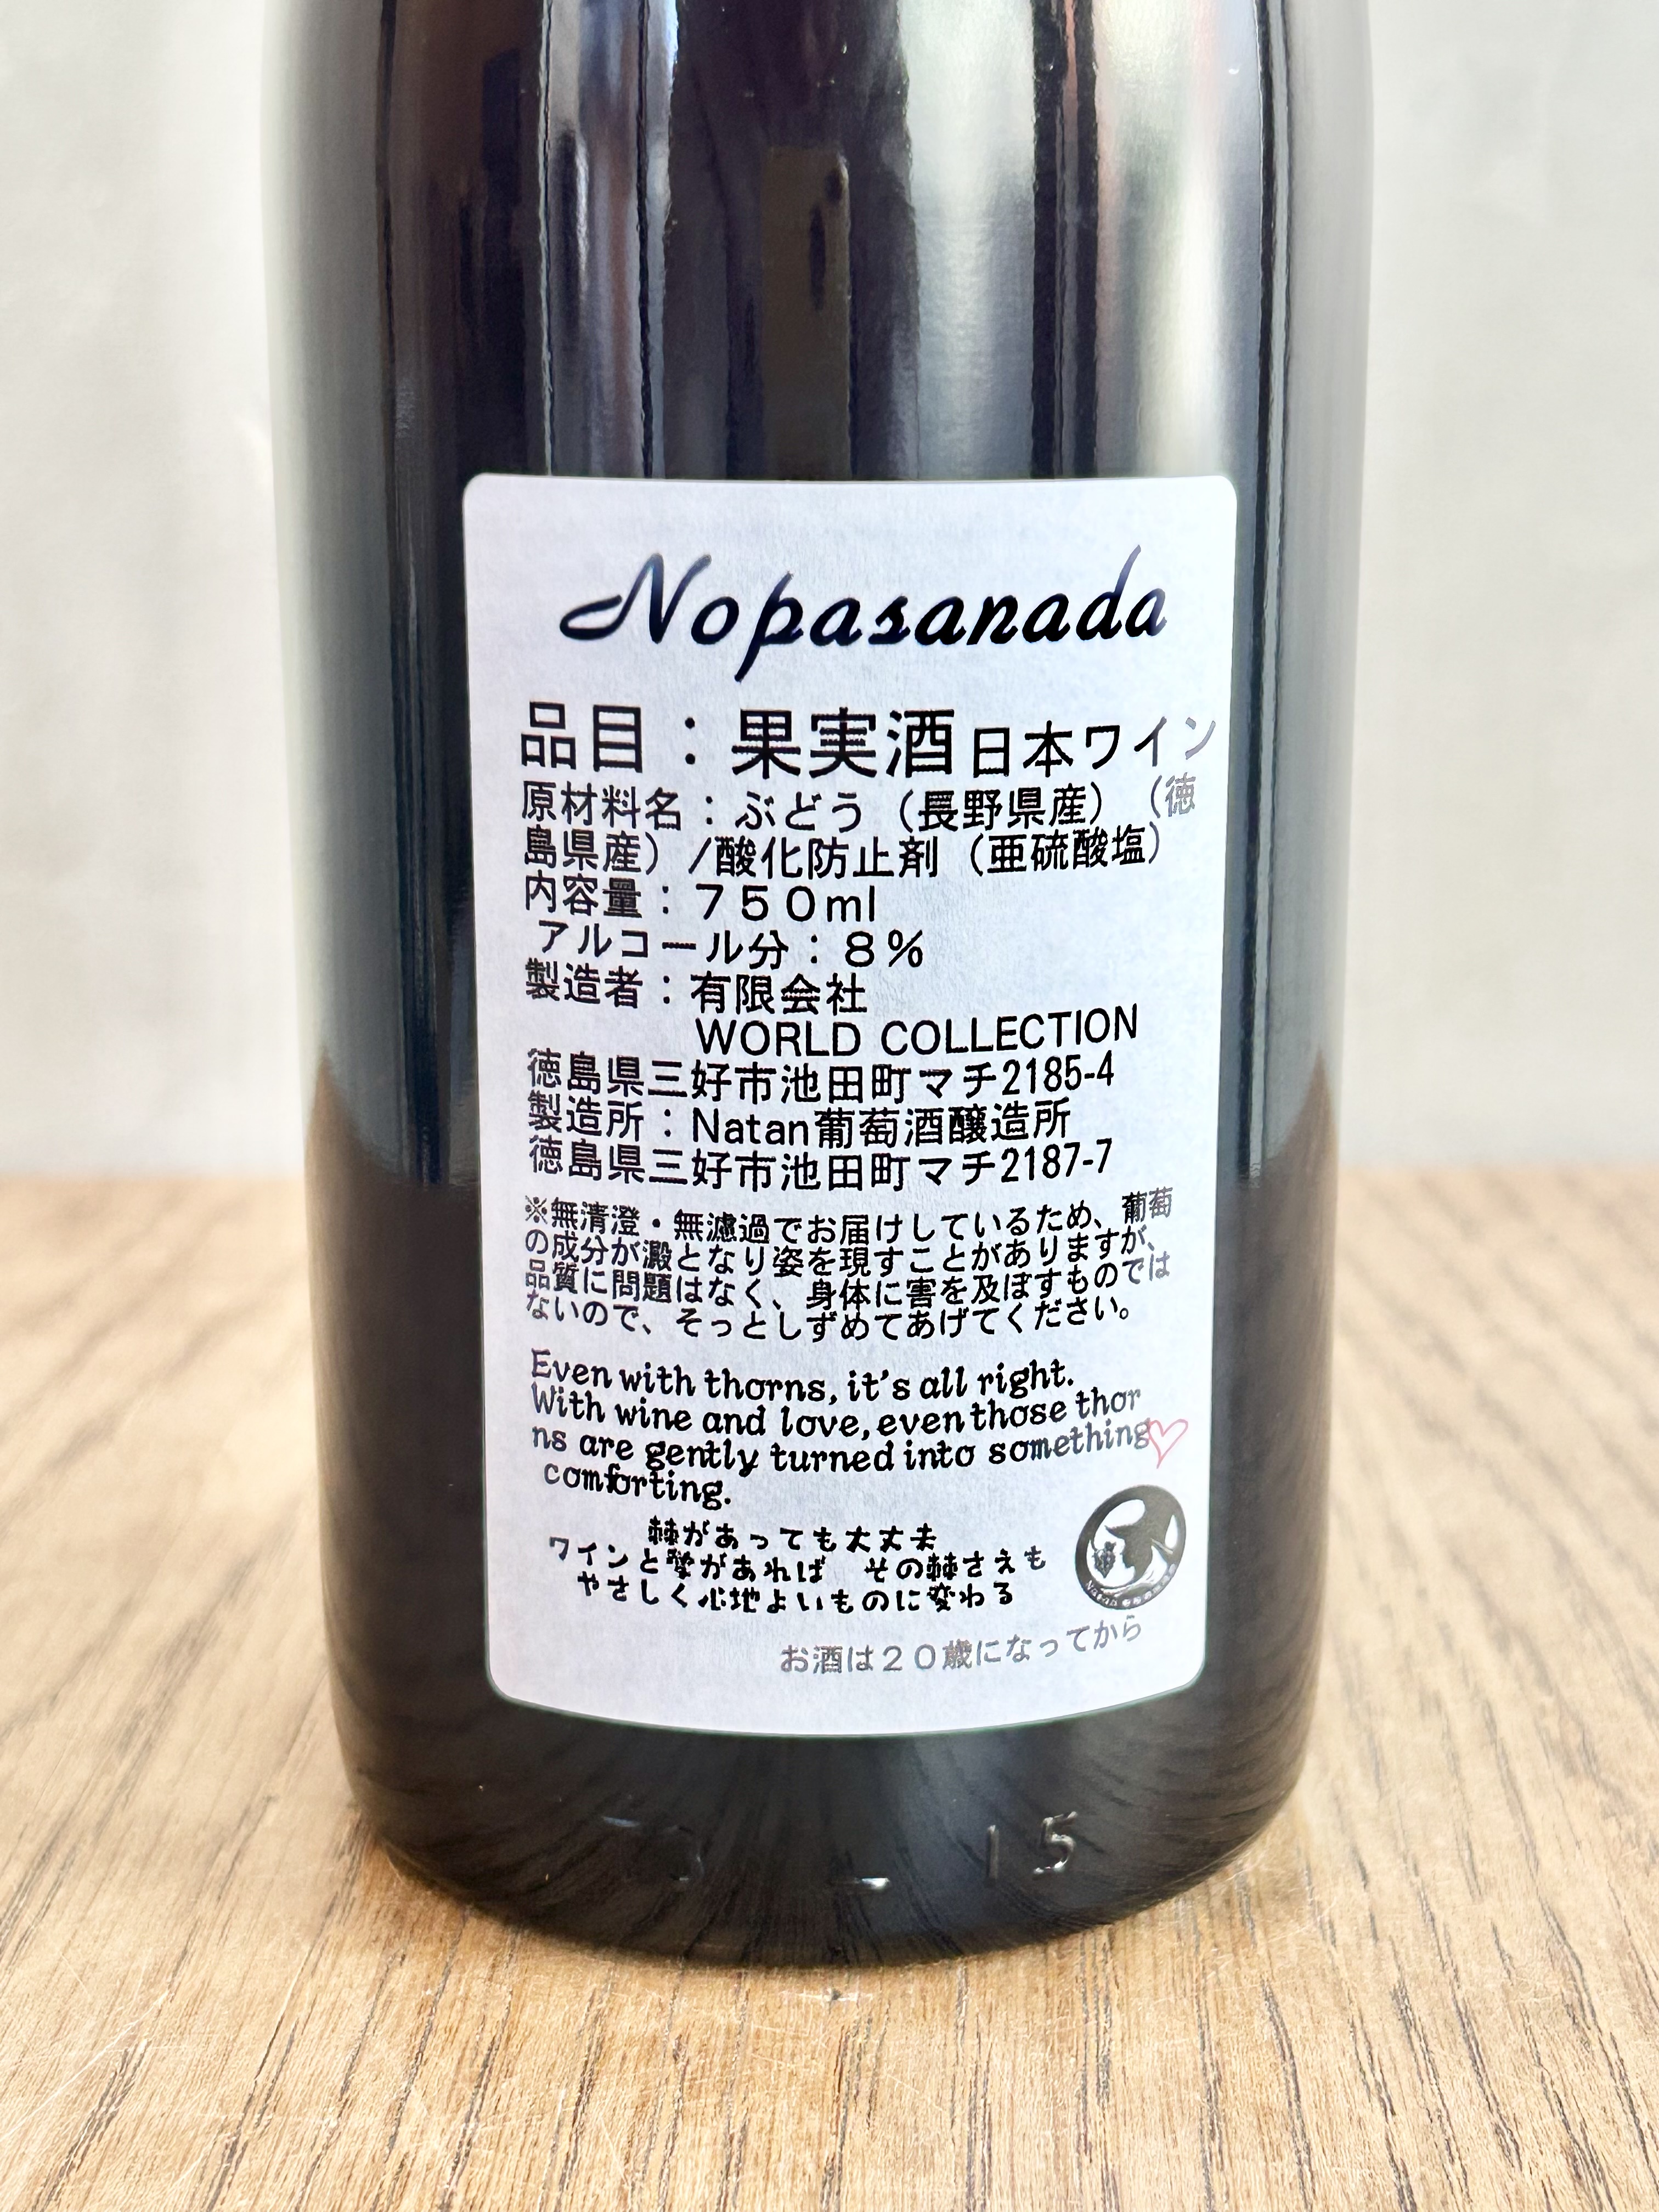 Nopasanada
品目：果実酒 日本ワイン
原材料名：ぶどう（長野県産）（徳
島県産）/酸化防止剤（亜硫酸塩）
内容量：７５０ml
アルコール分：８％
製造者：有限会社
WORLD COLLECTION
徳島県三好市池田町マチ2185-4
製造所：Natan葡萄酒醸造所
徳島県三好市池田町マチ2187-7
※無清澄・無濾過でお届けしているため、葡萄
の成分が澱となり姿を現すことがありますが、
品質に問題はなく、身体に害を及ぼすものでは
ないので、そっとしずめてあげてください。
Even with thorns, it's all right.
With wine and love, even those thor
ns are gently turned into something♡
comforting.
棘があっても大丈夫
ワインと愛があれば　その棘さえも
やさしく心地よいものに変わる
Natan
お酒は２０歳になってから
15